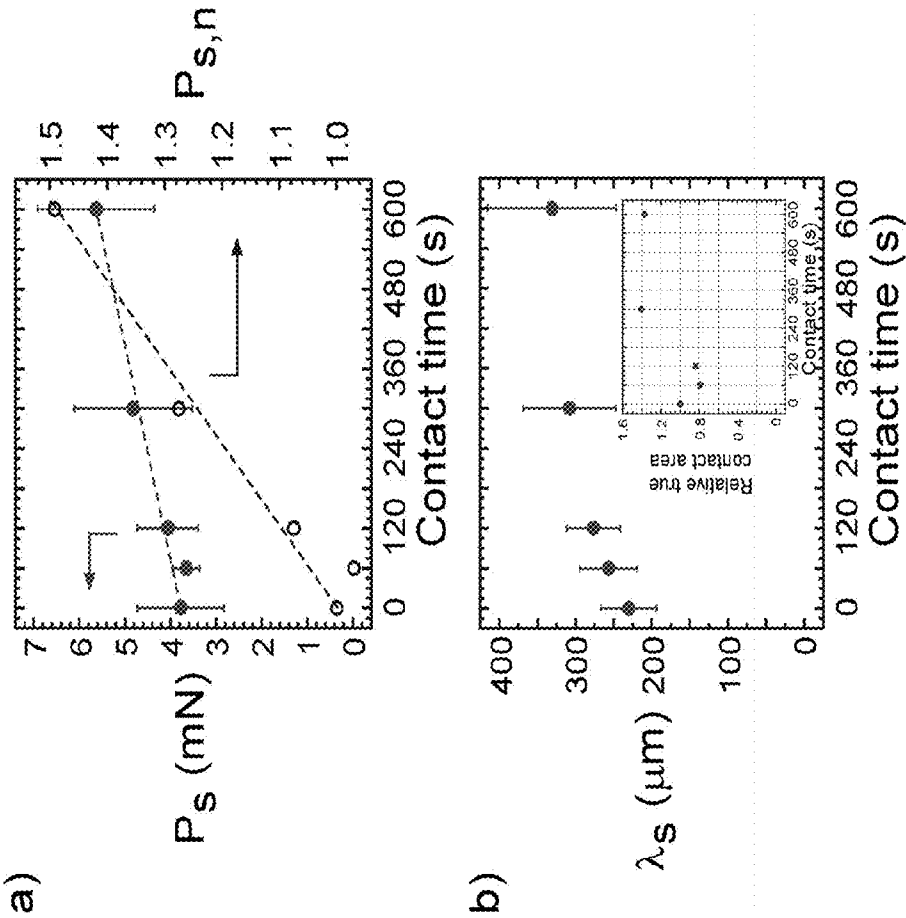 a)
P_S (mN)
7
6
5
4
3
2
1
0
P_{S,n}
1.5
1.4
1.3
1.2
1.1
1.0
0 120 240 360 480 600
Contact time (s)
b)
λ_S (μm)
400
300
200
100
0
0 120 240 360 480 600
Contact time (s)
Relative true
contact area
1.6
1.2
0.8
0.4
0
0 120 240 360 480 600
Contact time (s)